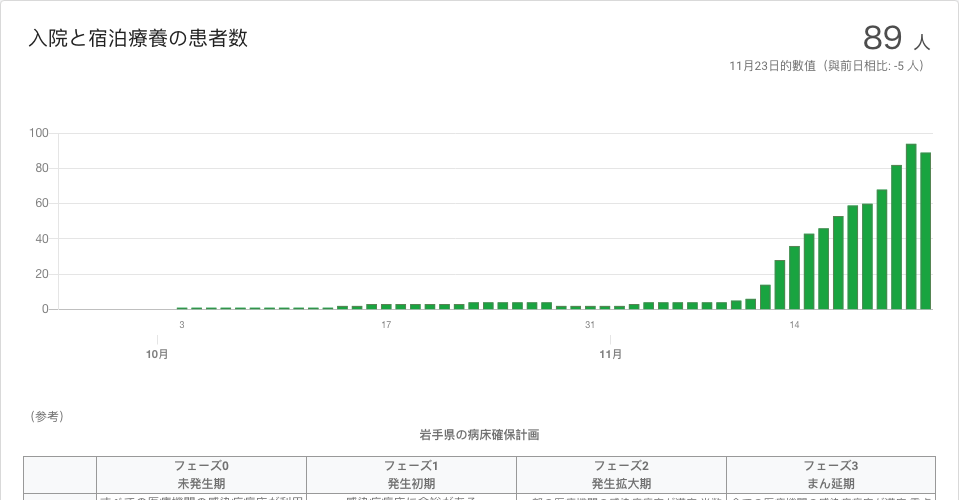 入院と宿泊療養の患者数
89 人
11月23日的數值（與前日相比: -5 人）
100
80
60
40
20
0
3 17 31 14
10月 11月
(参考)
岩手県の病床確保計画
フェーズ0 フェーズ1 フェーズ2 フェーズ3
未発生期 発生初期 発生拡大期 まん延期